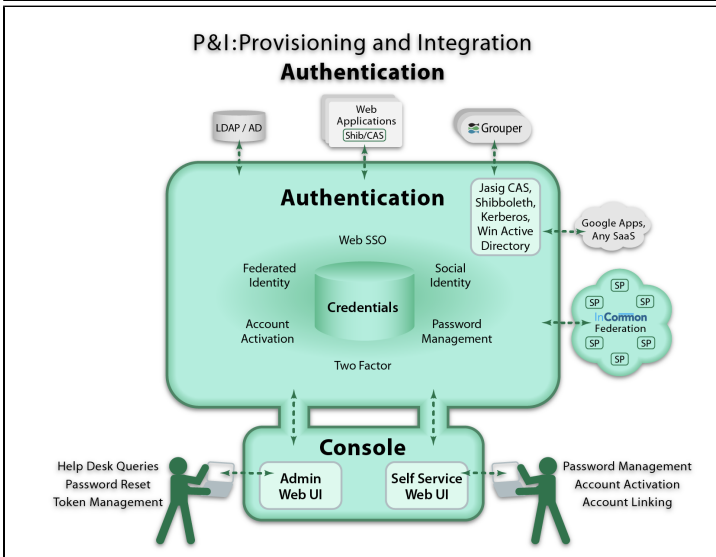 P&I:Provisioning and Integration
Authentication
LDAP / AD
Web
Applications
Shib/CAS
Grouper
Authentication
Jasig CAS,
Shibboleth,
Kerberos,
Win Active
Directory
Google Apps,
Any SaaS
Web SSO
Federated
Identity
Social
Identity
Credentials
Account
Activation
Password
Management
Two Factor
SP
SP
SP
InCommon
Federation
SP
SP
SP
Console
Admin
Web UI
Self Service
Web UI
Help Desk Queries
Password Reset
Token Management
Password Management
Account Activation
Account Linking